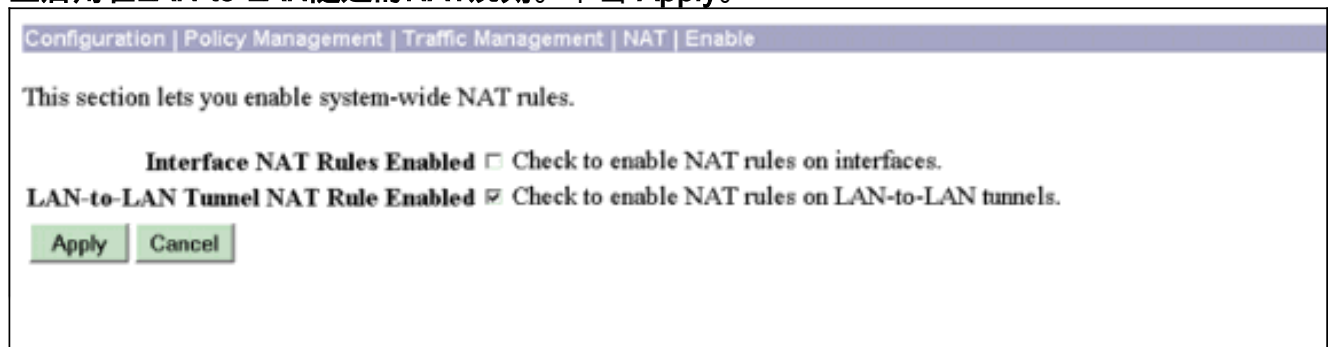 Configuration | Policy Management | Traffic Management | NAT | Enable
This section lets you enable system-wide NAT rules.
Interface NAT Rules Enabled Check to enable NAT rules on interfaces.
LAN-to-LAN Tunnel NAT Rule Enabled Check to enable NAT rules on LAN-to-LAN tunnels.
Apply Cancel